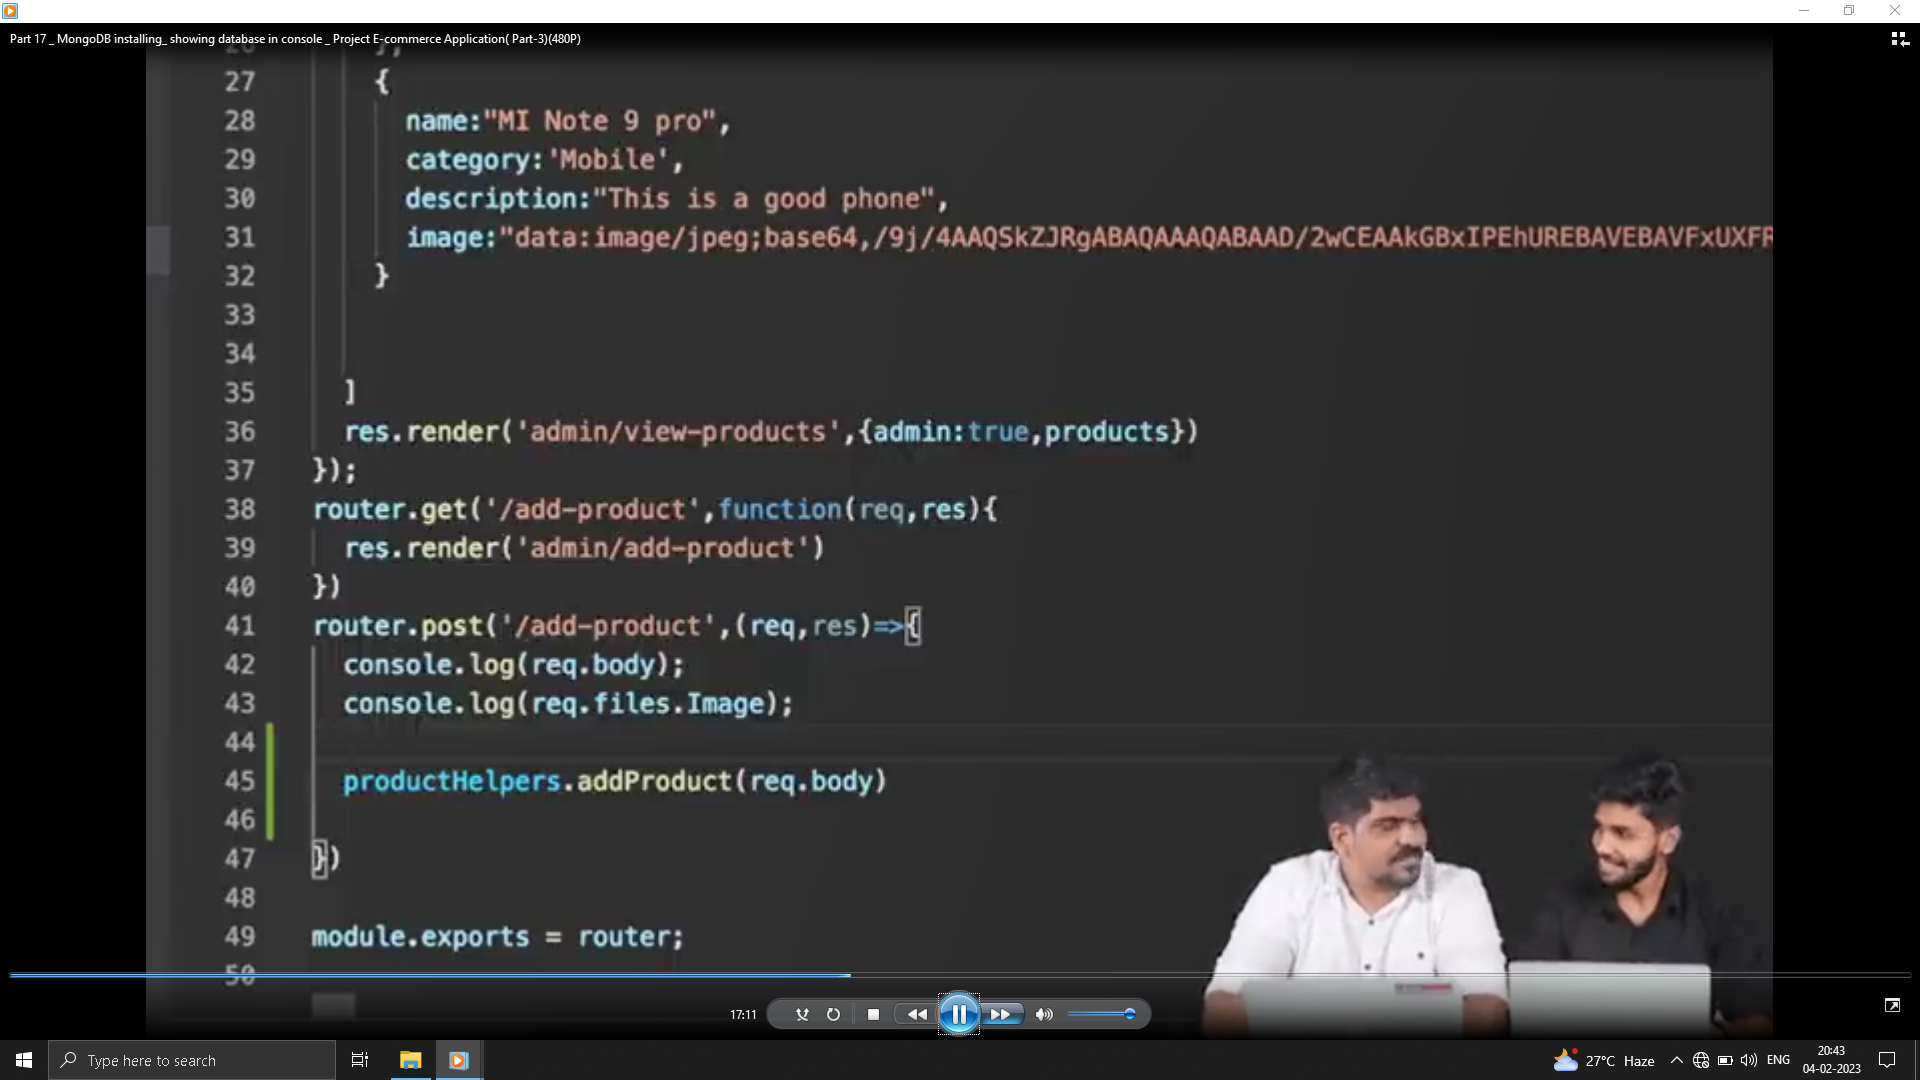 Part 17 _ MongoDB installing_ showing database in console _ Project E-commerce Application( Part-3)(480P)
26 },
27 {
28 name:"MI Note 9 pro",
29 category:'Mobile',
30 description:"This is a good phone",
31 image:"data:image/jpeg;base64,/9j/4AAQSkZJRgABAQAAAQABAAD/2wCEAAkGBxIPEhUREBAVEBAVFxUXFR
32 }
33
34
35 ]
36 res.render('admin/view-products',{admin:true,products})
37 });
38 router.get('/add-product',function(req,res){
39 res.render('admin/add-product')
40 })
41 router.post('/add-product',(req,res)=>{
42 console.log(req.body);
43 console.log(req.files.Image);
44
45 productHelpers.addProduct(req.body)
46
47 })
48
49 module.exports = router;
50
17:11
Type here to search
27°C Haze
ENG
20:43
04-02-2023